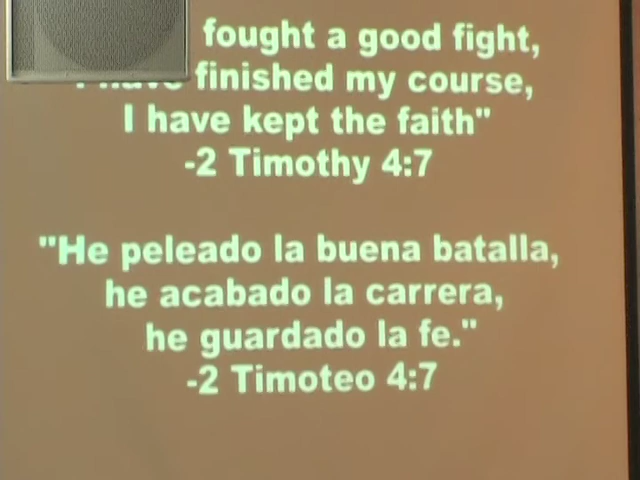 fought a good fight,
have finished my course,
I have kept the faith"
-2 Timothy 4:7
"He peleado la buena batalla,
he acabado la carrera,
he guardado la fe."
-2 Timoteo 4:7